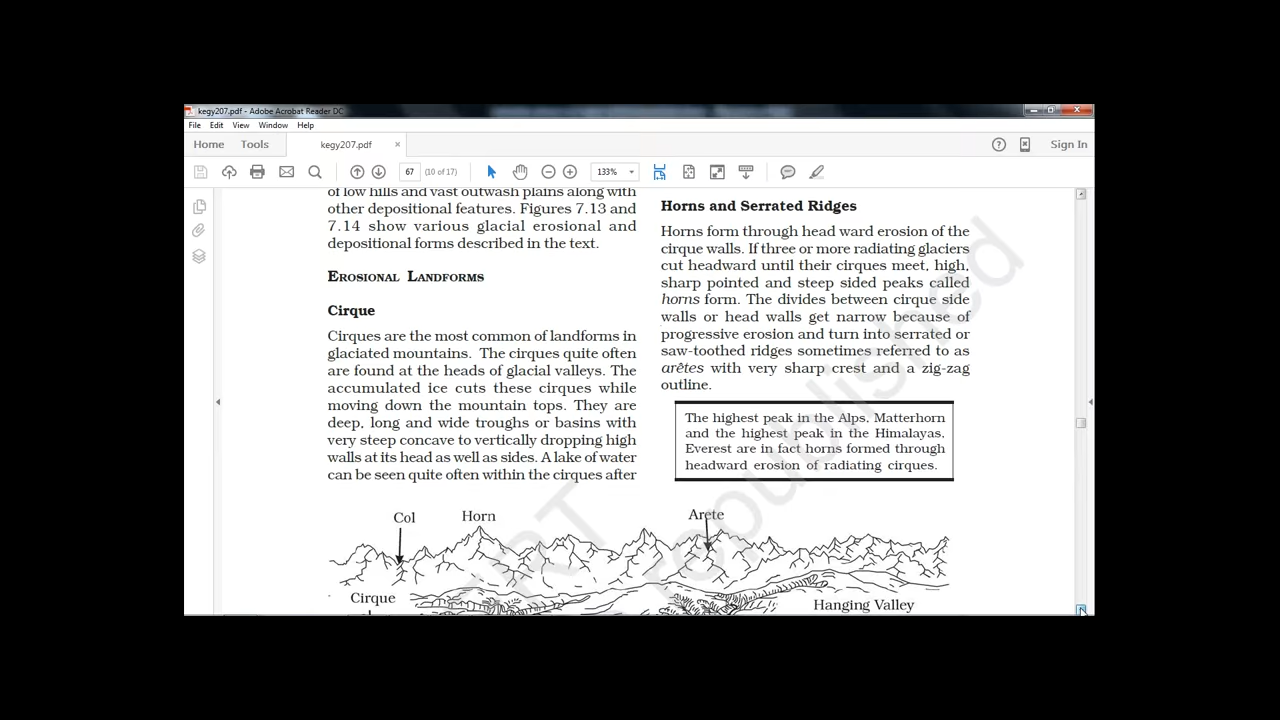 kegy207.pdf - Adobe Acrobat Reader DC
File Edit View Window Help
Home Tools kegy207.pdf ×
Sign In
67 (10 of 17) 133%
of low hills and vast outwash plains along with
other depositional features. Figures 7.13 and
7.14 show various glacial erosional and
depositional forms described in the text.
EROSIONAL LANDFORMS
Cirque
Cirques are the most common of landforms in
glaciated mountains. The cirques quite often
are found at the heads of glacial valleys. The
accumulated ice cuts these cirques while
moving down the mountain tops. They are
deep, long and wide troughs or basins with
very steep concave to vertically dropping high
walls at its head as well as sides. A lake of water
can be seen quite often within the cirques after
Horns and Serrated Ridges
Horns form through head ward erosion of the
cirque walls. If three or more radiating glaciers
cut headward until their cirques meet, high,
sharp pointed and steep sided peaks called
horns form. The divides between cirque side
walls or head walls get narrow because of
progressive erosion and turn into serrated or
saw-toothed ridges sometimes referred to as
arêtes with very sharp crest and a zig-zag
outline.
The highest peak in the Alps, Matterhorn
and the highest peak in the Himalayas,
Everest are in fact horns formed through
headward erosion of radiating cirques.
Col
Horn
Arete
Cirque
Hanging Valley
republished